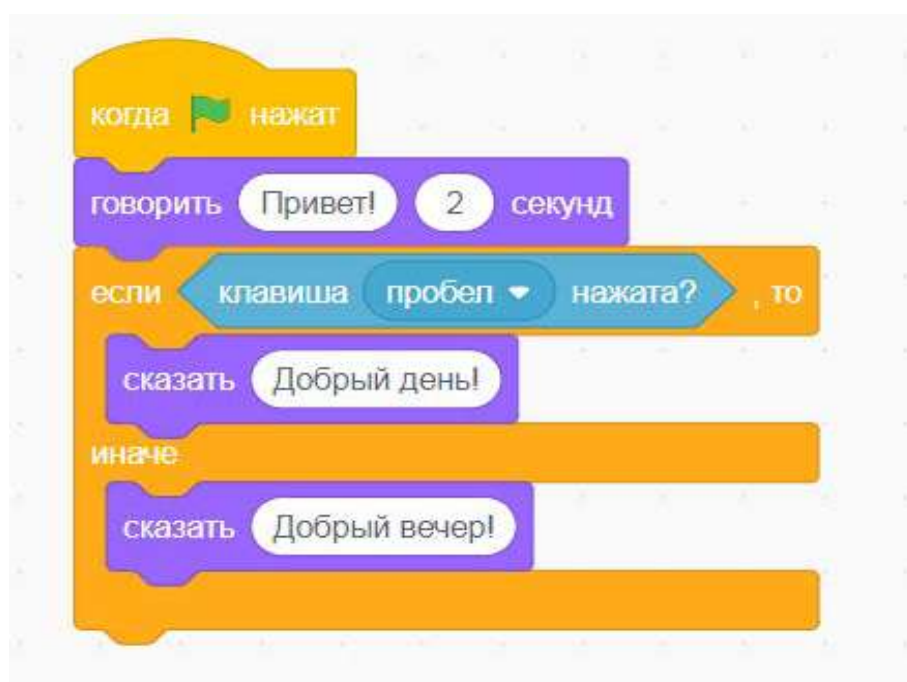 когда нажат
говорить Привет! 2 секунд
если клавиша пробел нажата? , то
сказать Добрый день!
иначе
сказать Добрый вечер!